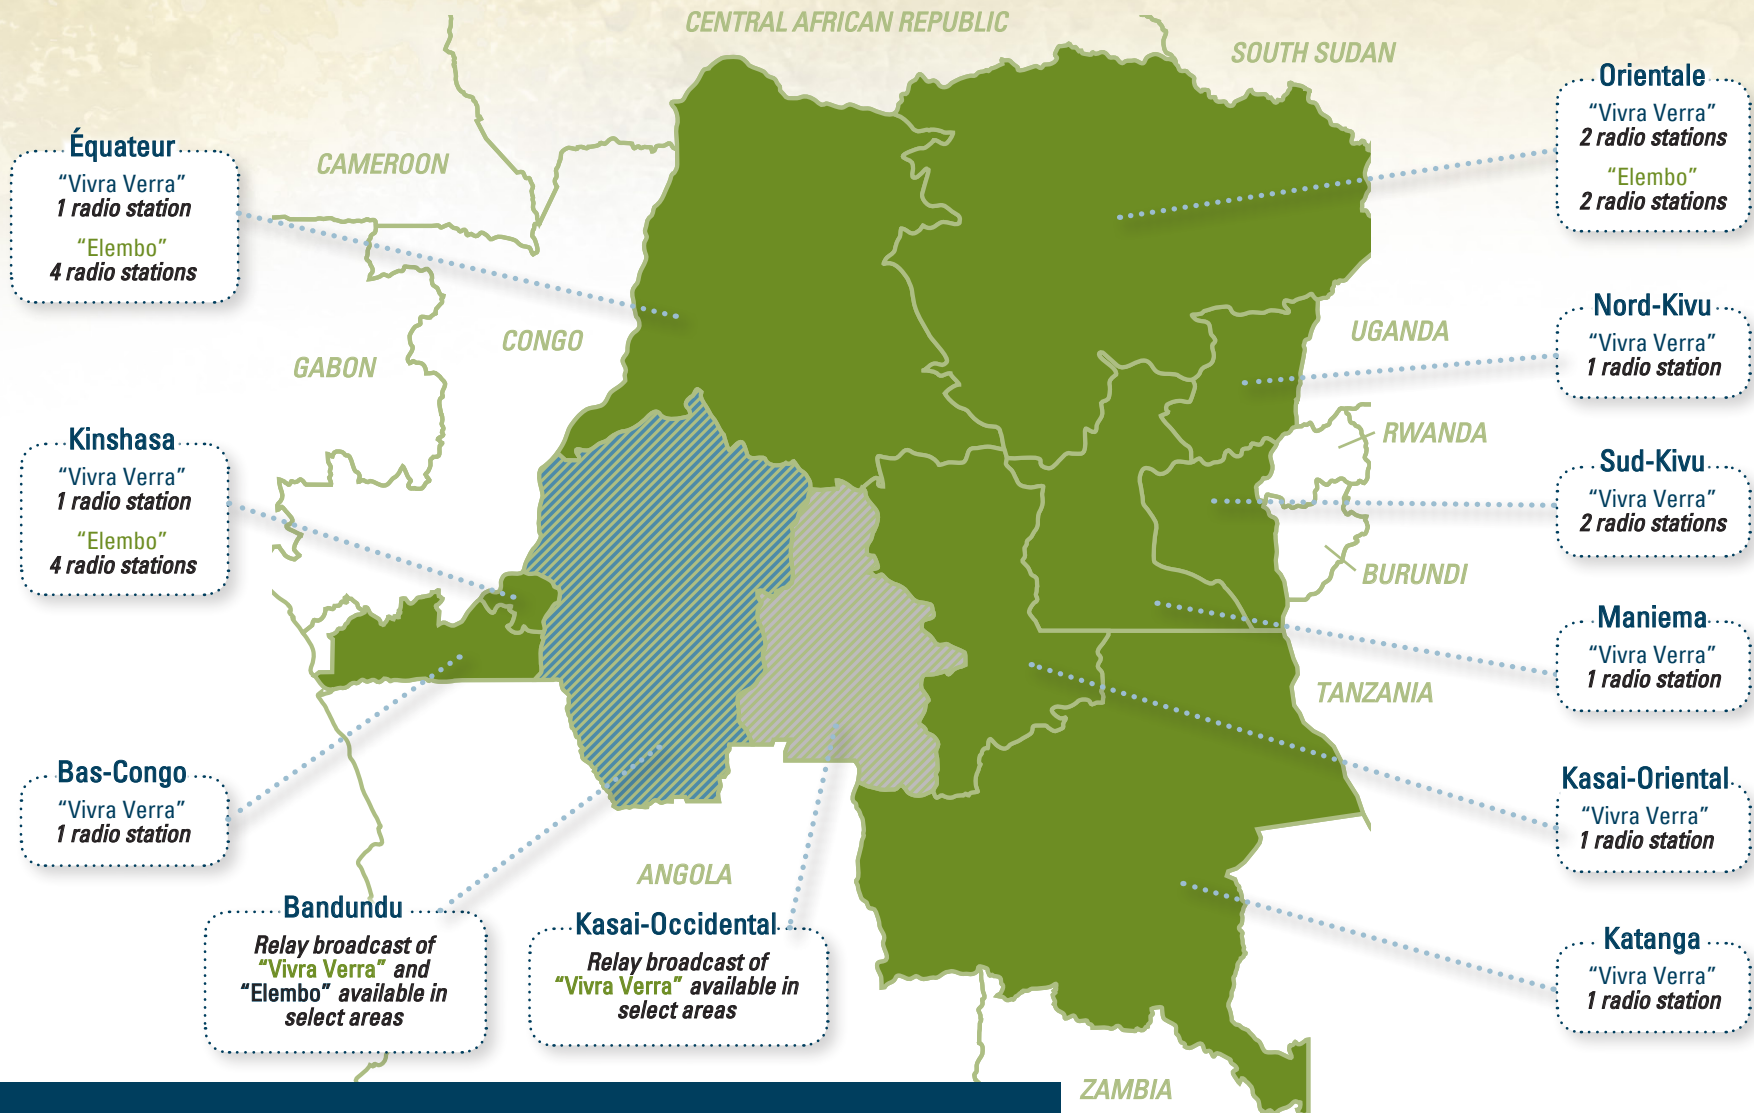 CENTRAL AFRICAN REPUBLIC
SOUTH SUDAN
CAMEROON
CONGO
GABON
UGANDA
RWANDA
BURUNDI
TANZANIA
ANGOLA
ZAMBIA
Équateur
“Vivra Verra”
1 radio station
“Elembo”
4 radio stations
Kinshasa
“Vivra Verra”
1 radio station
“Elembo”
4 radio stations
Bas-Congo
“Vivra Verra”
1 radio station
Bandundu
Relay broadcast of
“Vivra Verra” and
“Elembo” available in
select areas
Kasai-Occidental
Relay broadcast of
“Vivra Verra” available in
select areas
Orientale
“Vivra Verra”
2 radio stations
“Elembo”
2 radio stations
Nord-Kivu
“Vivra Verra”
1 radio station
Sud-Kivu
“Vivra Verra”
2 radio stations
Maniema
“Vivra Verra”
1 radio station
Kasai-Oriental
“Vivra Verra”
1 radio station
Katanga
“Vivra Verra”
1 radio station